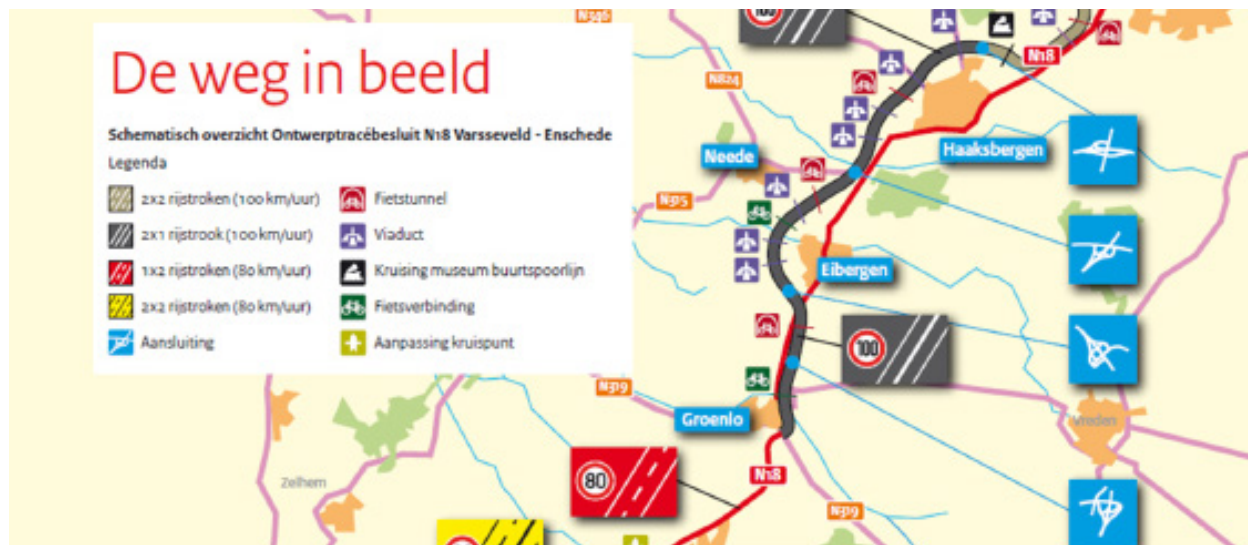 De weg in beeld
Schematisch overzicht Ontwerptracébesluit N18 Varsseveld - Enschede
Legenda
2x2 rijstroken (100 km/uur)
Fietstunnel
2x1 rijstrook (100 km/uur)
Viaduct
1x2 rijstroken (80 km/uur)
Kruising museum buurtspoorlijn
2x2 rijstroken (80 km/uur)
Fietsverbinding
Aansluiting
Aanpassing kruispunt
N346
100
N18
N824
Haaksbergen
Neede
N315
Eibergen
100
N319
Groenlo
Vreden
N18
80
Zelhem
N319